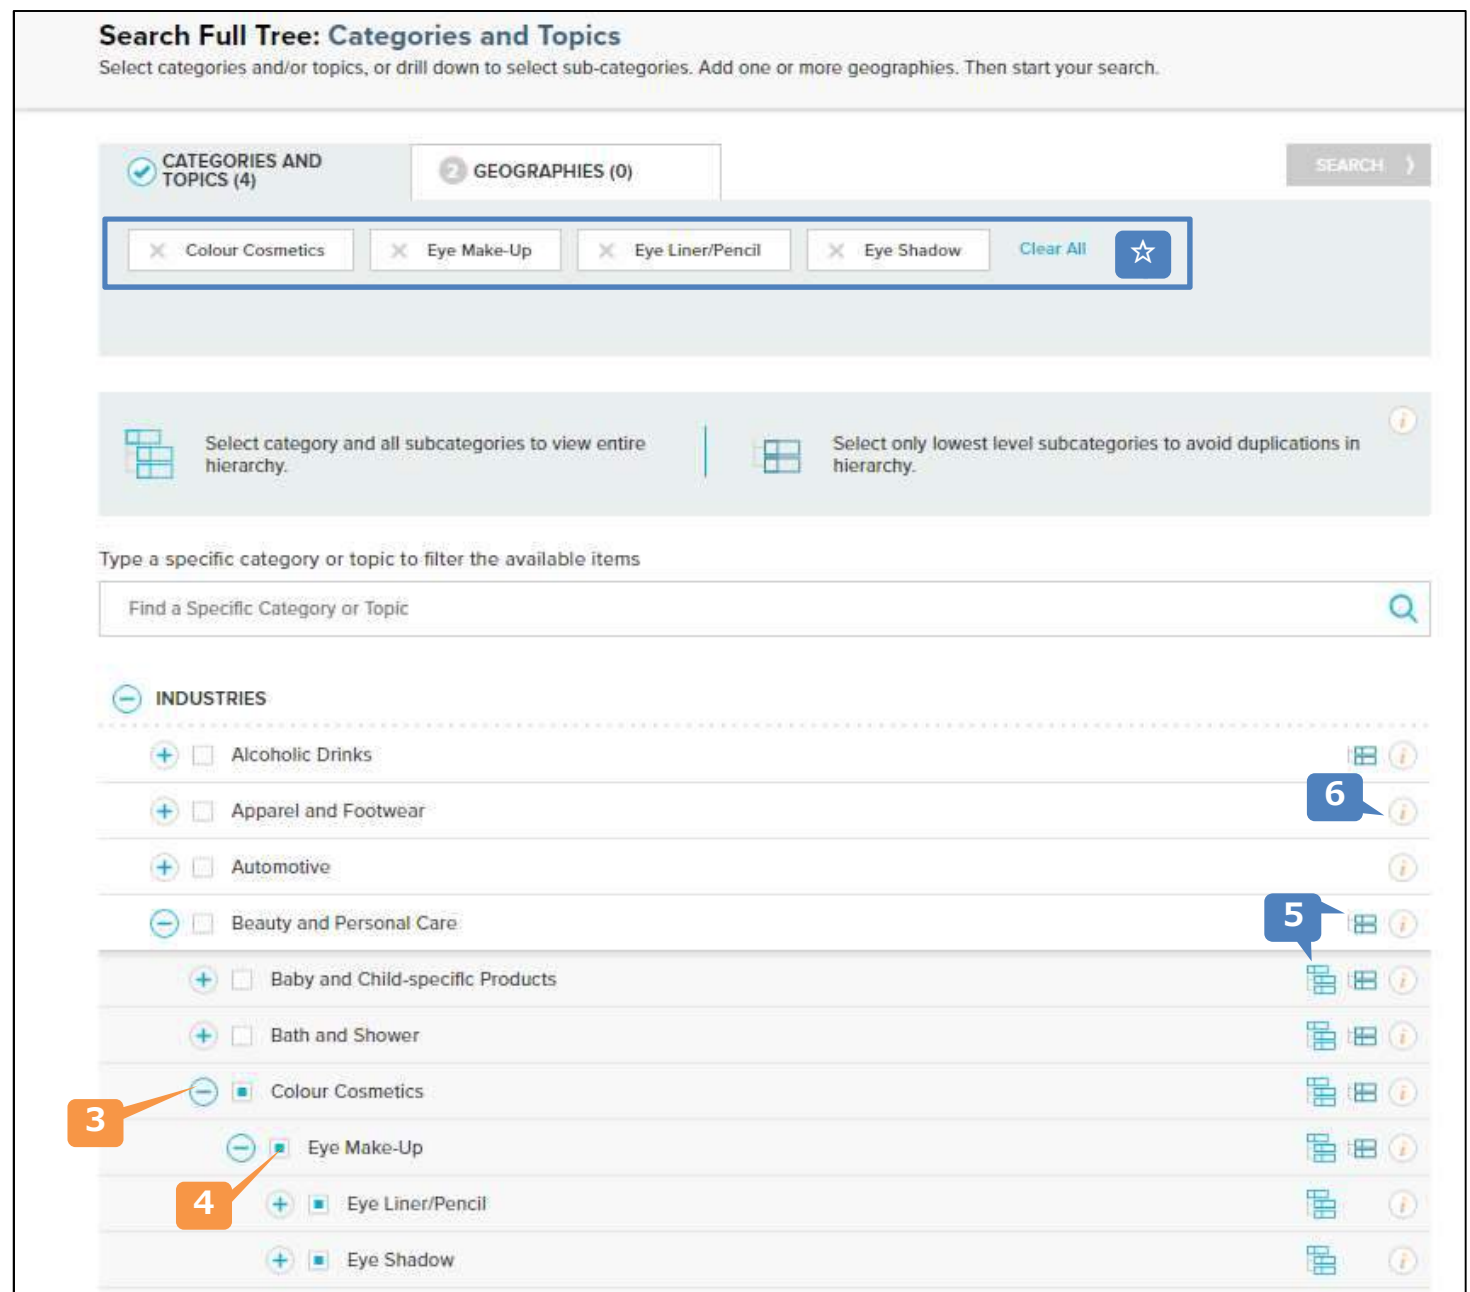 Search Full Tree: Categories and Topics
Select categories and/or topics, or drill down to select sub-categories. Add one or more geographies. Then start your search.
CATEGORIES AND
TOPICS (4)
2 GEOGRAPHIES (0)
SEARCH
Colour Cosmetics
Eye Make-Up
Eye Liner/Pencil
Eye Shadow
Clear All
Select category and all subcategories to view entire
hierarchy.
Select only lowest level subcategories to avoid duplications in
hierarchy.
i
Type a specific category or topic to filter the available items
Find a Specific Category or Topic
INDUSTRIES
Alcoholic Drinks i
6
Apparel and Footwear i
Automotive i
5
Beauty and Personal Care i
Baby and Child-specific Products i
Bath and Shower i
3
Colour Cosmetics i
Eye Make-Up i
4
Eye Liner/Pencil i
Eye Shadow i